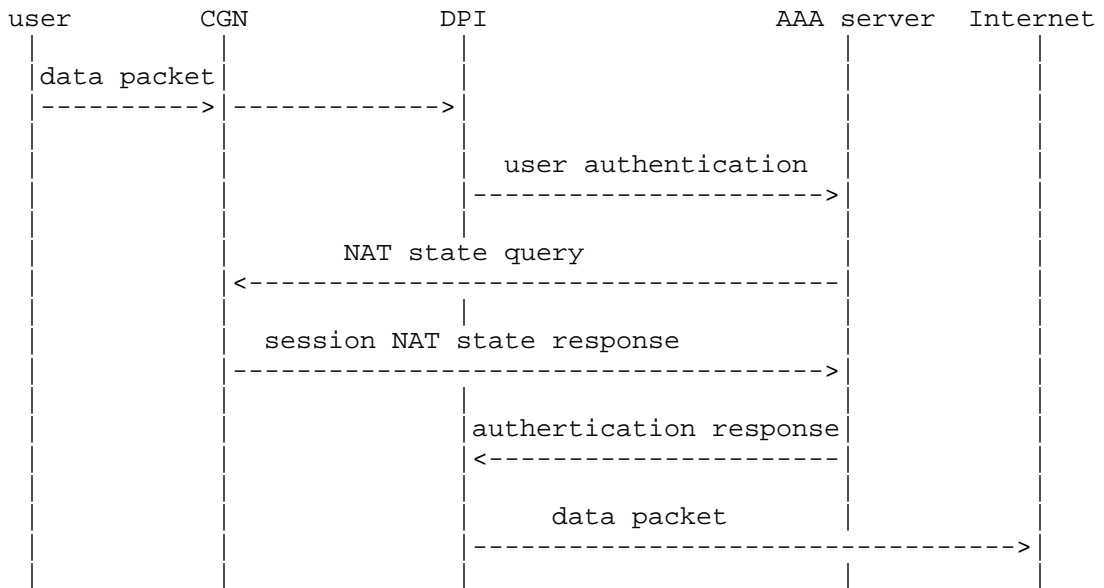 user CGN DPI AAA server Internet
data packet
user authentication
NAT state query
session NAT state response
authertication response
data packet